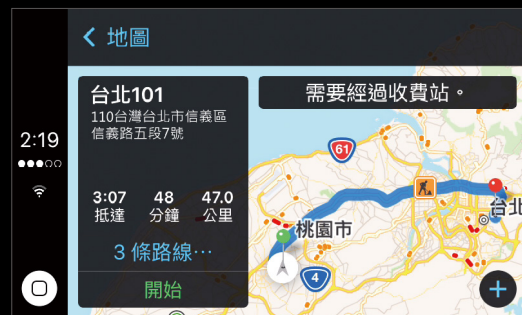 地圖
台北101
110台灣台北市信義區
信義路五段7號
需要經過收費站。
2:19
61
3:07 48 47.0
抵達 分鐘 公里
台北
桃園市
3 條路線…
4
開始